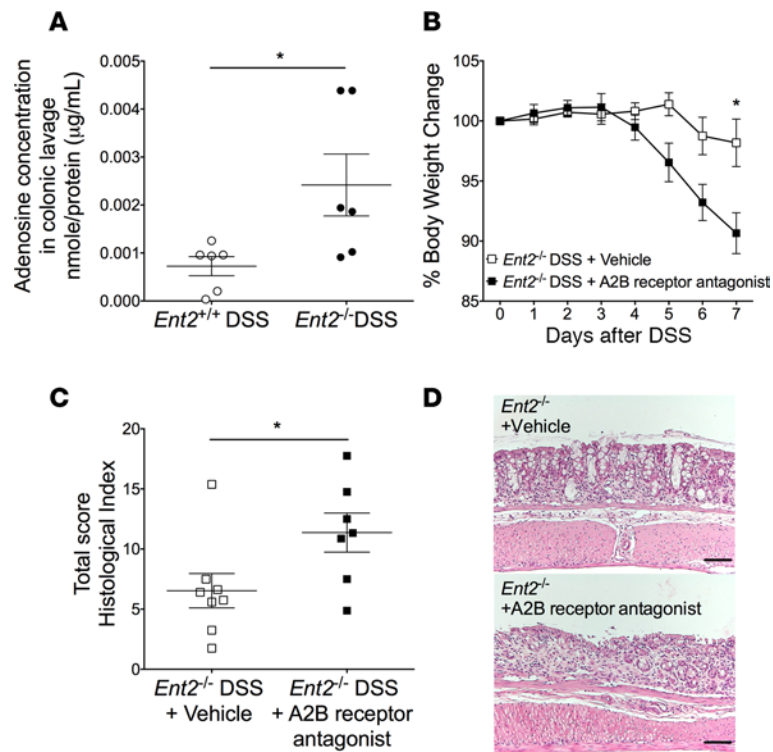 A
Adenosine concentration
in colonic lavage
nmole/protein (μg/mL)
0.005
0.004
0.003
0.002
0.001
0.000
*
Ent2+/+ DSS
Ent2-/-DSS
B
% Body Weight Change
100
95
90
85
*
Ent2-/- DSS + Vehicle
Ent2-/- DSS + A2B receptor antagonist
0 1 2 3 4 5 6 7
Days after DSS
C
Total score
Histological Index
20
15
10
5
0
*
Ent2-/- DSS
+ Vehicle
Ent2-/- DSS
+ A2B receptor
antagonist
D
Ent2-/-
+Vehicle
Ent2-/-
+A2B receptor antagonist